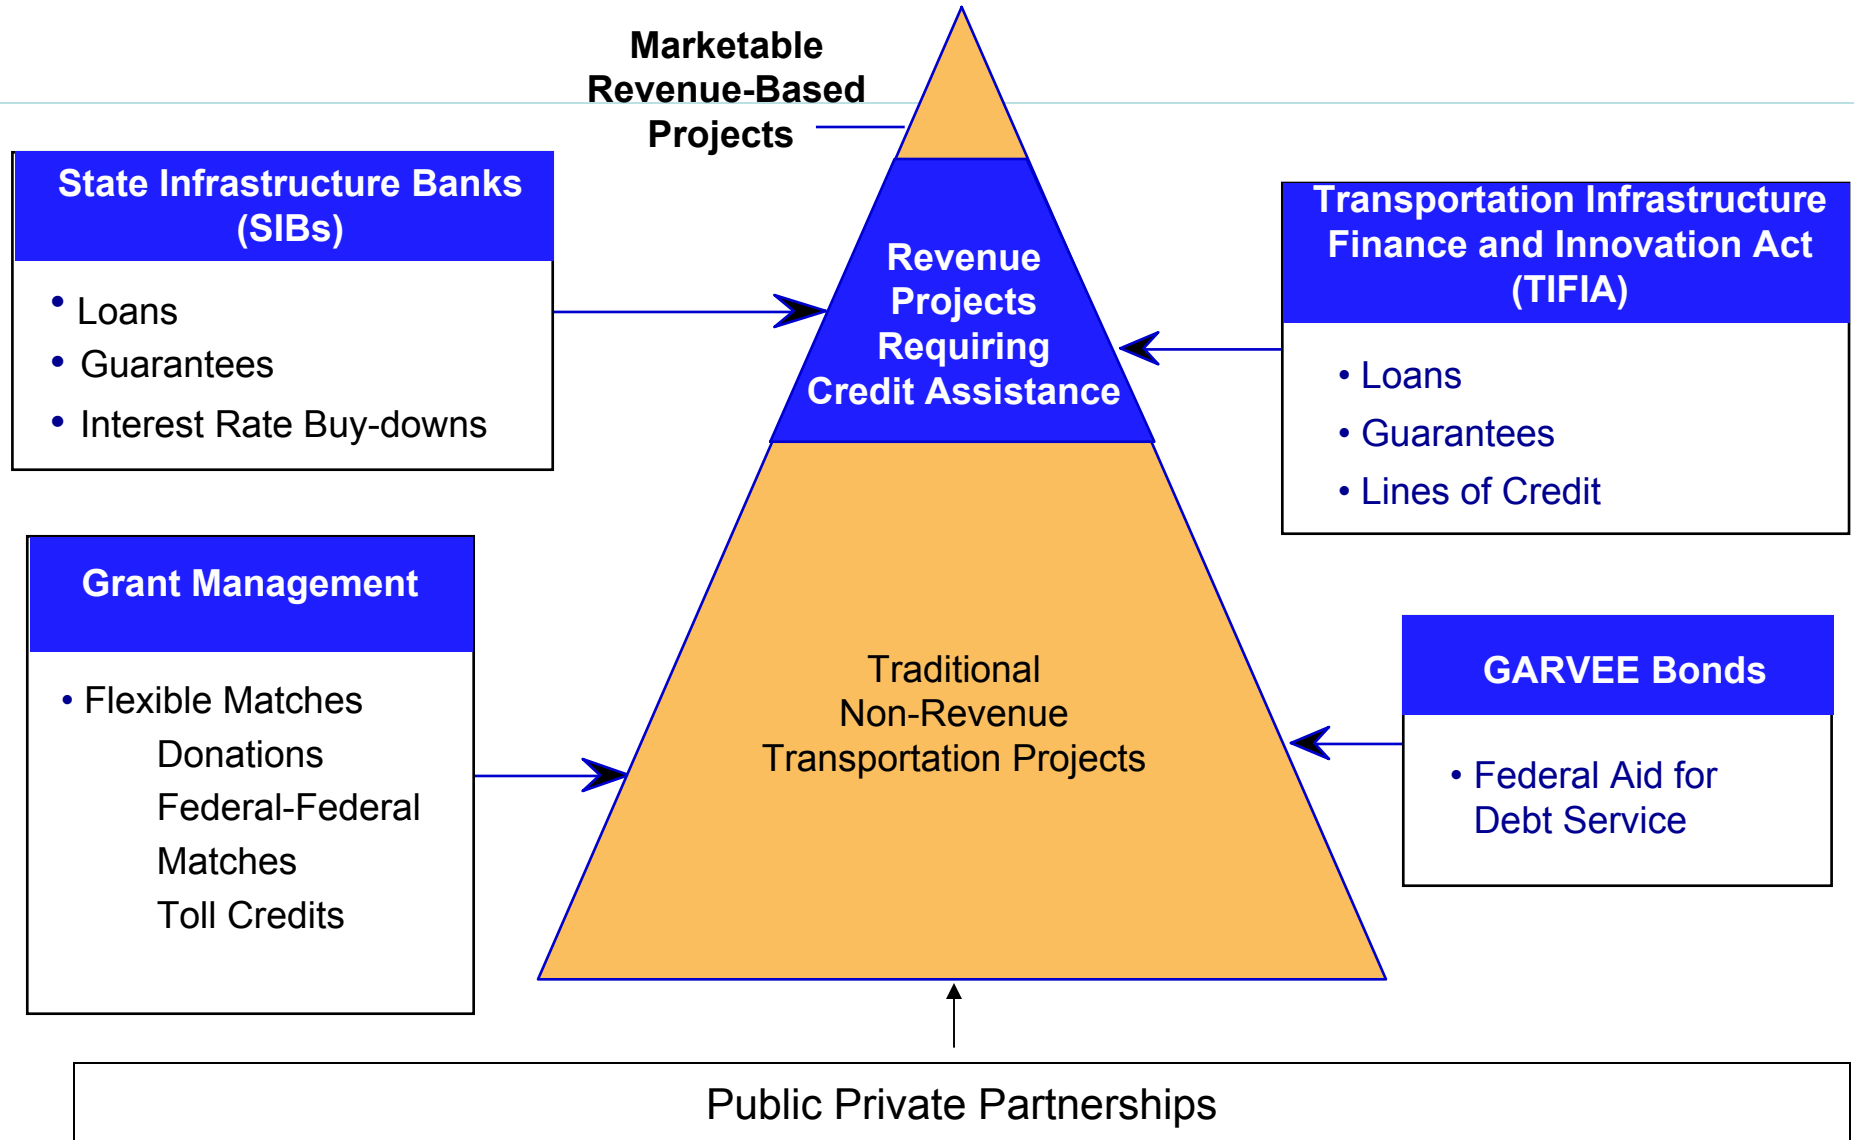 Marketable
Revenue-Based
Projects
State Infrastructure Banks
(SIBs)
• Loans
• Guarantees
• Interest Rate Buy-downs
Revenue
Projects
Requiring
Credit Assistance
Transportation Infrastructure
Finance and Innovation Act
(TIFIA)
• Loans
• Guarantees
• Lines of Credit
Grant Management
• Flexible Matches
Donations
Federal-Federal
Matches
Toll Credits
Traditional
Non-Revenue
Transportation Projects
GARVEE Bonds
• Federal Aid for
Debt Service
Public Private Partnerships